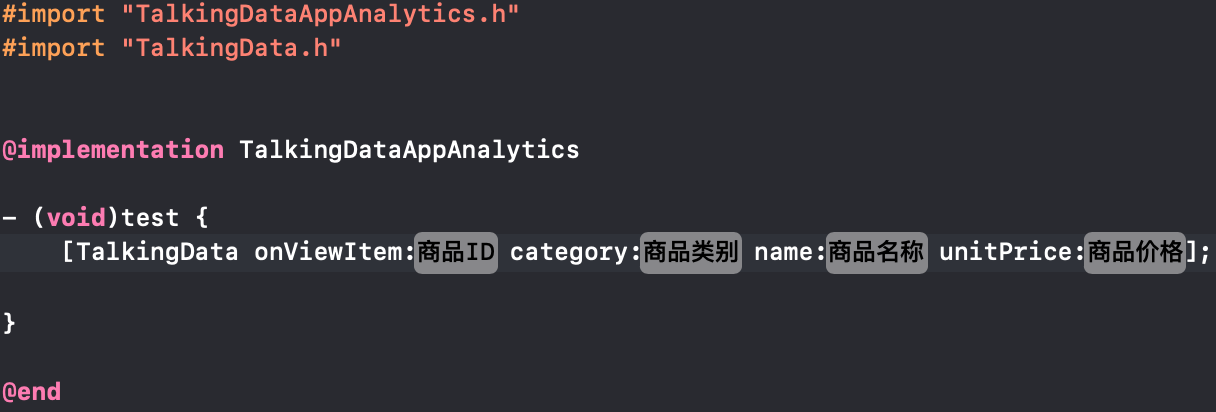 #import "TalkingDataAppAnalytics.h"
#import "TalkingData.h"
@implementation TalkingDataAppAnalytics
- (void)test {
[TalkingData onViewItem:商品ID category:商品类别 name:商品名称 unitPrice:商品价格];
}
@end